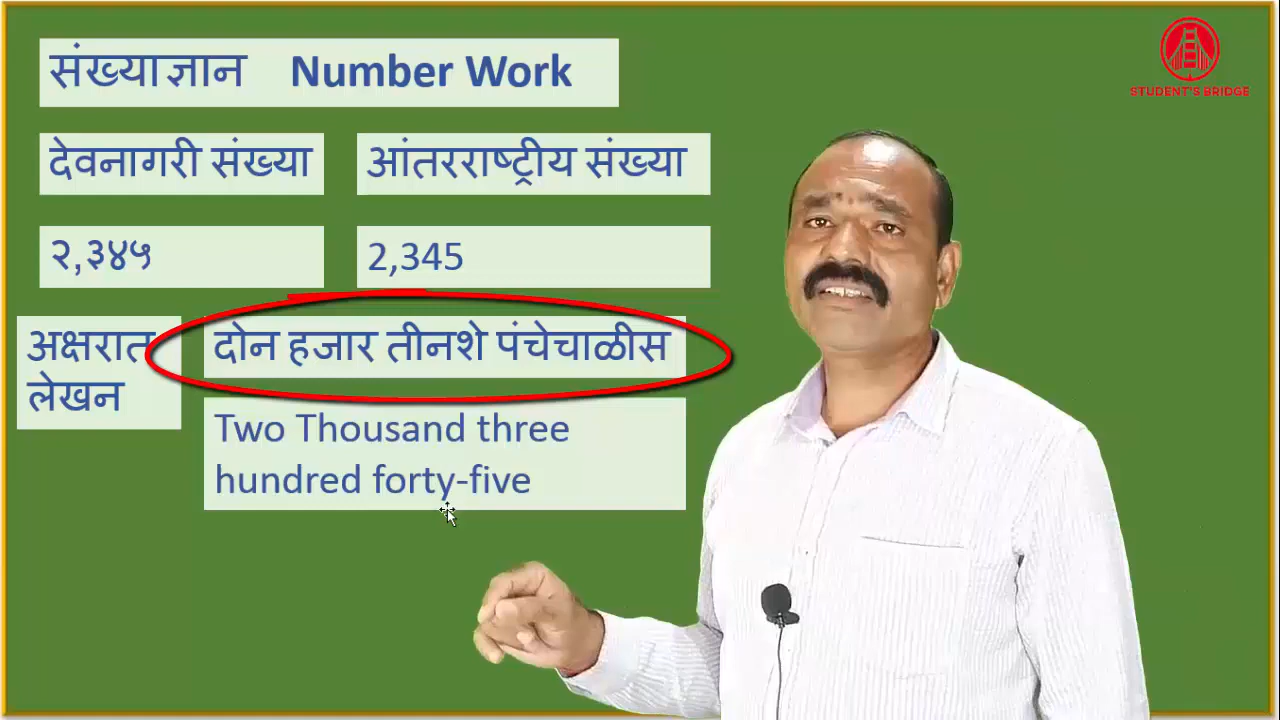 संख्याज्ञान Number Work
STUDENT'S BRIDGE
देवनागरी संख्या आंतरराष्ट्रीय संख्या
२,३४५ 2,345
अक्षरात
लेखन
दोन हजार तीनशे पंचेचाळीस
Two Thousand three
hundred forty-five